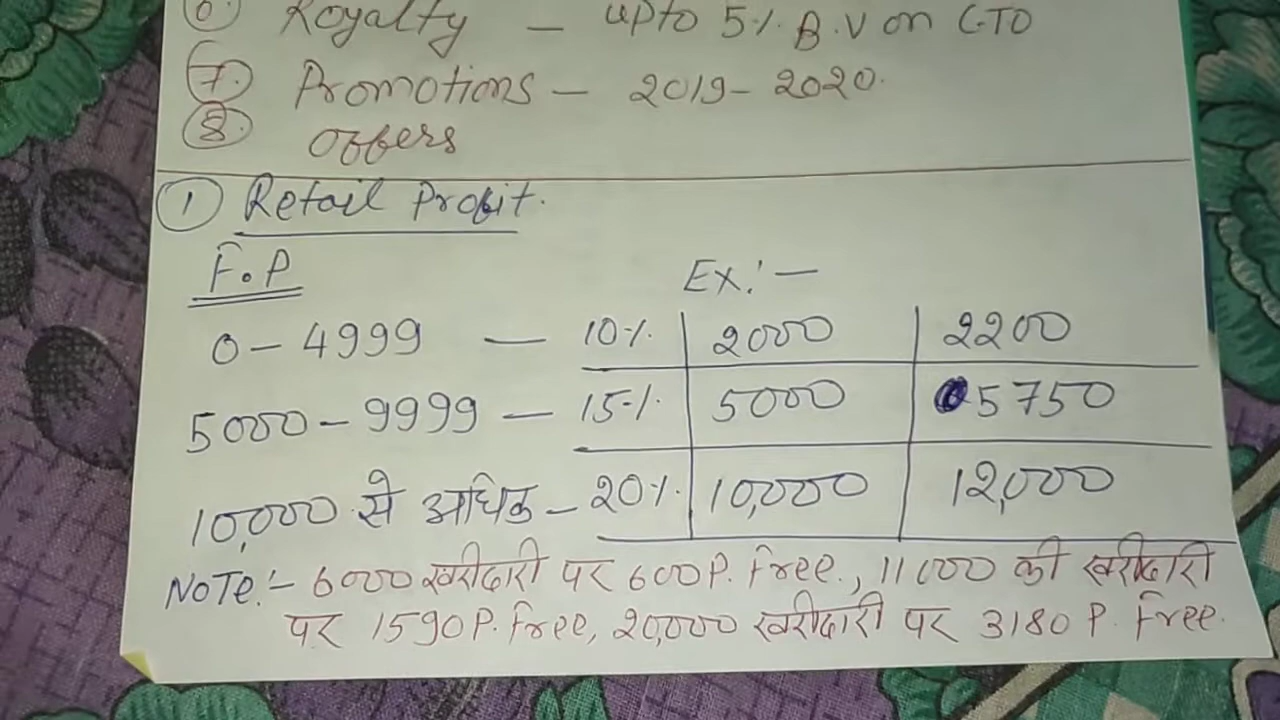 6. Royalty – upto 5% B.V on CTO
7. Promotions – 2019-2020.
8. Offers
1 Retail Profit.
F.P Ex:-
0-4999 – 10% 2000 2200
5000-9999 – 15% 5000 5750
10,000 से अधिक – 20% 10,000 12,000
NOTE:- 6000 खरीदारी पर 600 P. Free., 11000 की खरीदारी
पर 1590 P. Free, 20,000 खरीदारी पर 3180 P. Free.